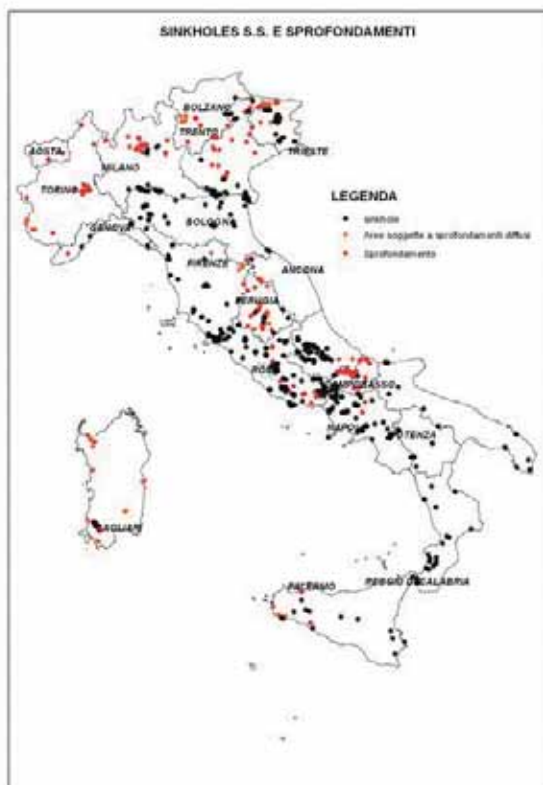 SINKHOLES S.S. E SPROFONDAMENTI
BOLZANO
TRENTO
AOSTA
TRIESTE
MILANO
TORINO
LEGENDA
sinkhole
Aree soggette a sprofondamenti diffusi
Sprofondamento
GENOVA
BOLOGNA
FIRENZE
ANCONA
PERUGIA
ROMA
CAMPOBASSO
NAPOLI
POTENZA
CAGLIARI
PALERMO
REGGIO DI CALABRIA